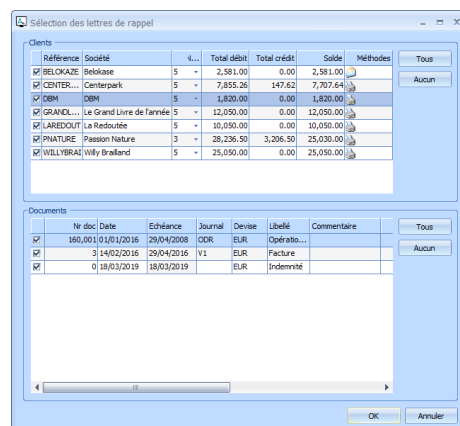 Sélection des lettres de rappel
Clients
Référence Société N... Total débit Total crédit Solde Méthodes Tous
BELOKAZE Belokase 5 2,581.00 0.00 2,581.00
Aucun
CENTER... Centerpark 5 7,855.26 147.62 7,707.64
DBM DBM 5 1,820.00 0.00 1,820.00
GRANDL... Le Grand Livre de l'année 5 12,050.00 0.00 12,050.00
LAREDOUT La Redoutée 5 10,050.00 0.00 10,050.00
PNATURE Passion Nature 3 28,236.50 3,206.50 25,030.00
WILLYBRAI Willy Brailland 5 25,050.00 0.00 25,050.00
Documents
Nr doc Date Echéance Journal Devise Libellé Commentaire Tous
160,001 01/01/2016 29/04/2008 ODR EUR Opératio...
Aucun
3 14/02/2016 29/04/2016 V1 EUR Facture
0 18/03/2019 18/03/2019 EUR Indemnité
OK Annuler